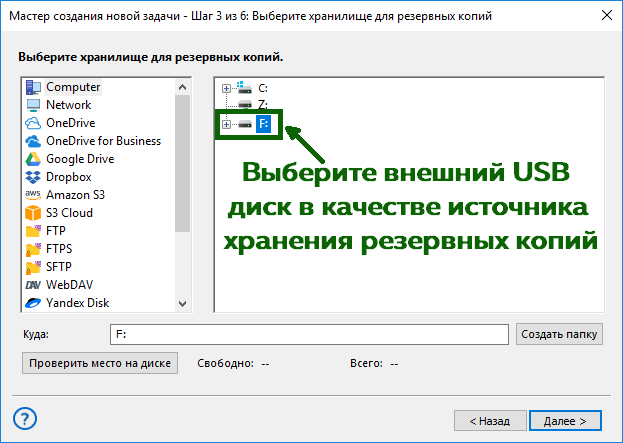 Мастер создания новой задачи - Шаг 3 из 6: Выберите хранилище для резервных копий
Выберите хранилище для резервных копий.
Computer
Network
OneDrive
OneDrive for Business
Google Drive
Dropbox
aws Amazon S3
S3 Cloud
FTP
FTPS
SFTP
DAV WebDAV
Yandex Disk
C:
Z:
F:
Выберите внешний USB
диск в качестве источника
хранения резервных копий
Куда: F: Создать папку
Проверить место на диске Свободно: -- Всего: --
? < Назад Далее >